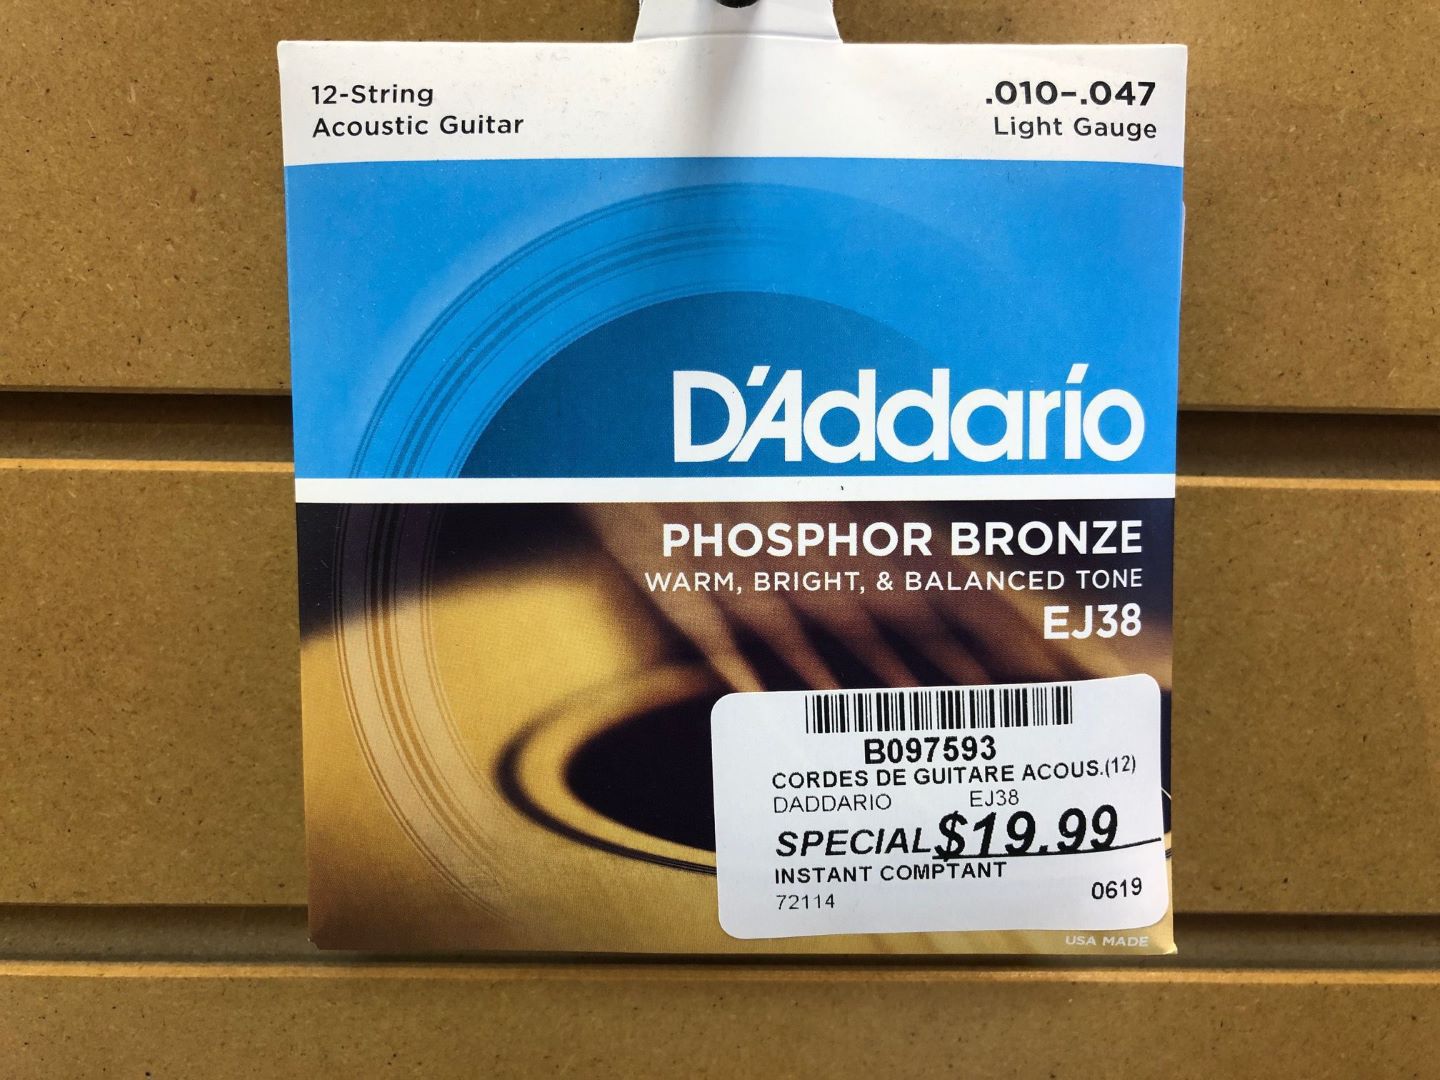 12-String
Acoustic Guitar
.010–.047
Light Gauge
D'Addario
PHOSPHOR BRONZE
WARM, BRIGHT, & BALANCED TONE
EJ38
B097593
CORDES DE GUITARE ACOUS.(12)
DADDARIO EJ38
SPECIAL $19.99
INSTANT COMPTANT
72114 0619
USA MADE